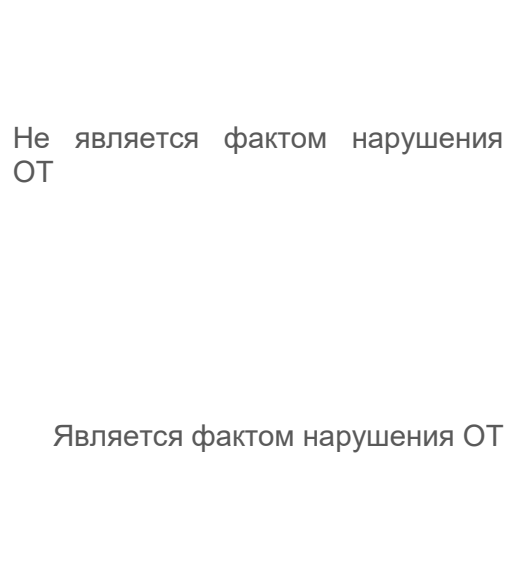 Не является фактом нарушения
ОТ
Является фактом нарушения ОТ